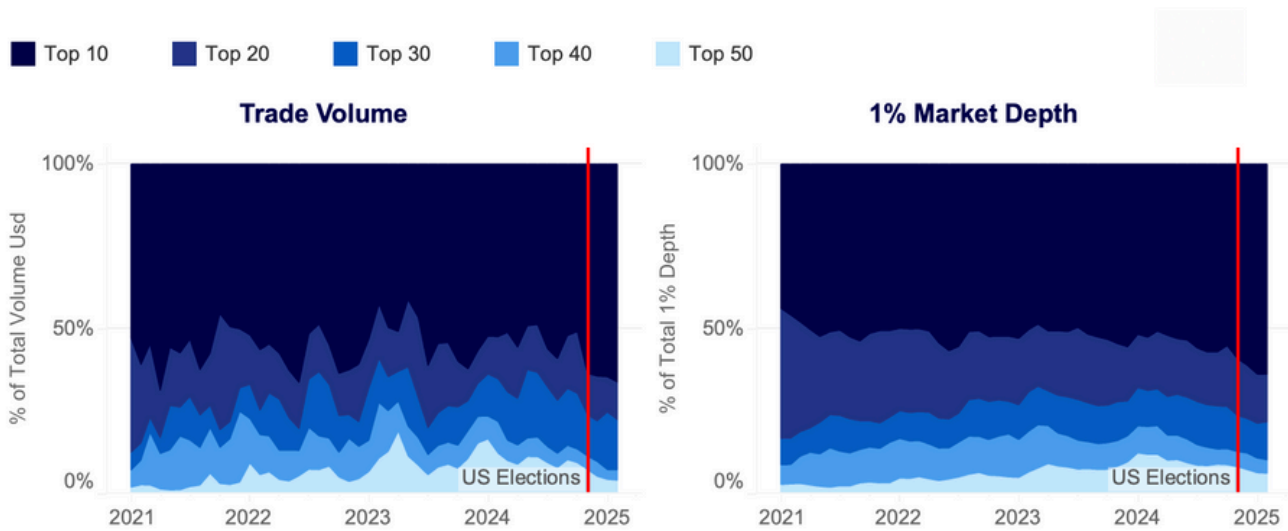 Top 10
Top 20
Top 30
Top 40
Top 50
Trade Volume
% of Total Volume Usd
100%
50%
0%
US Elections
2021
2022
2023
2024
2025
1% Market Depth
% of Total 1% Depth
100%
50%
0%
US Elections
2021
2022
2023
2024
2025